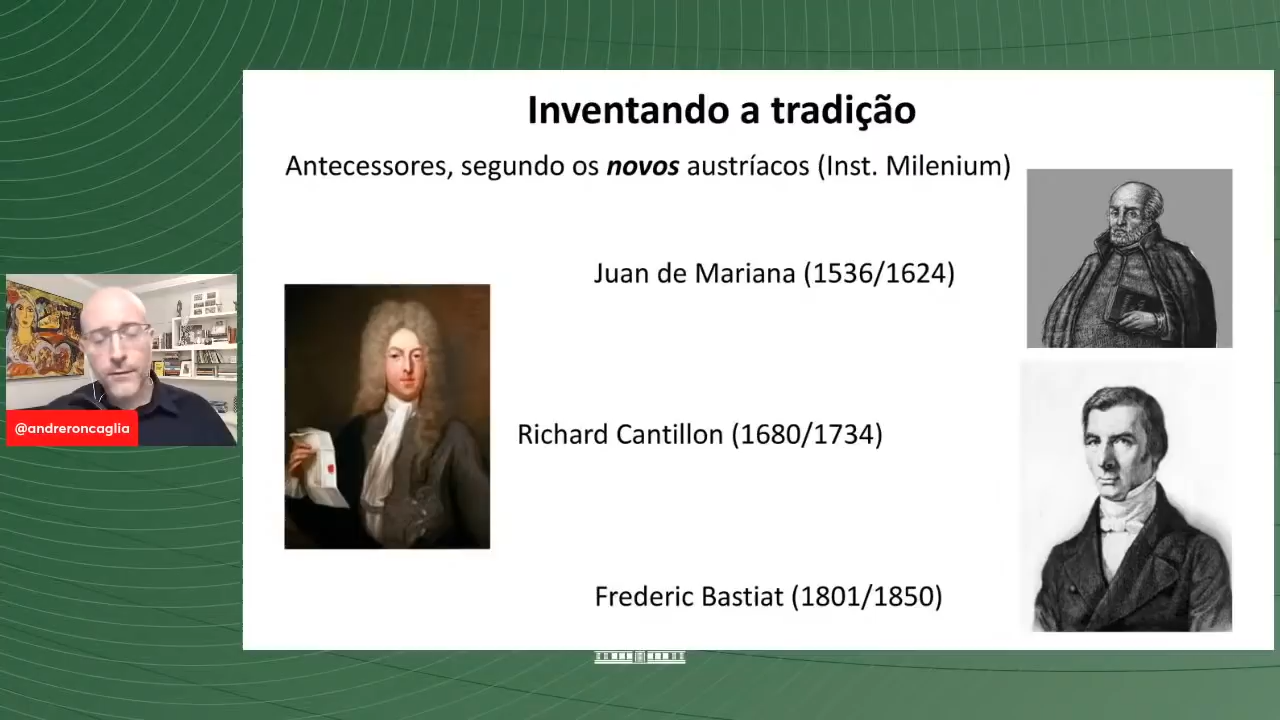 Inventando a tradição
Antecessores, segundo os novos austríacos (Inst. Milenium)
Juan de Mariana (1536/1624)
@andreroncaglia
Richard Cantillon (1680/1734)
Frederic Bastiat (1801/1850)